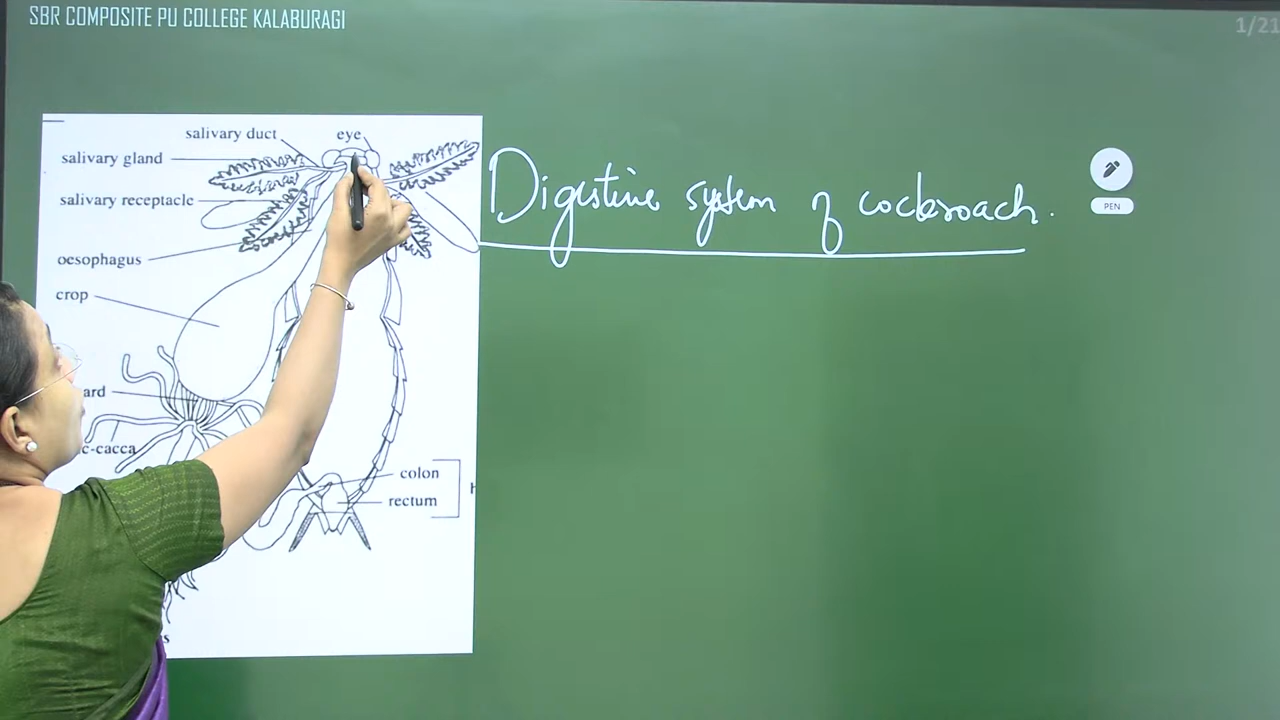 SBR COMPOSITE PU COLLEGE KALABURAGI
1/21
salivary duct
eye
salivary gland
salivary receptacle
oesophagus
crop
ard
c-cacca
colon
rectum
Digestive system of cockroach.
PEN